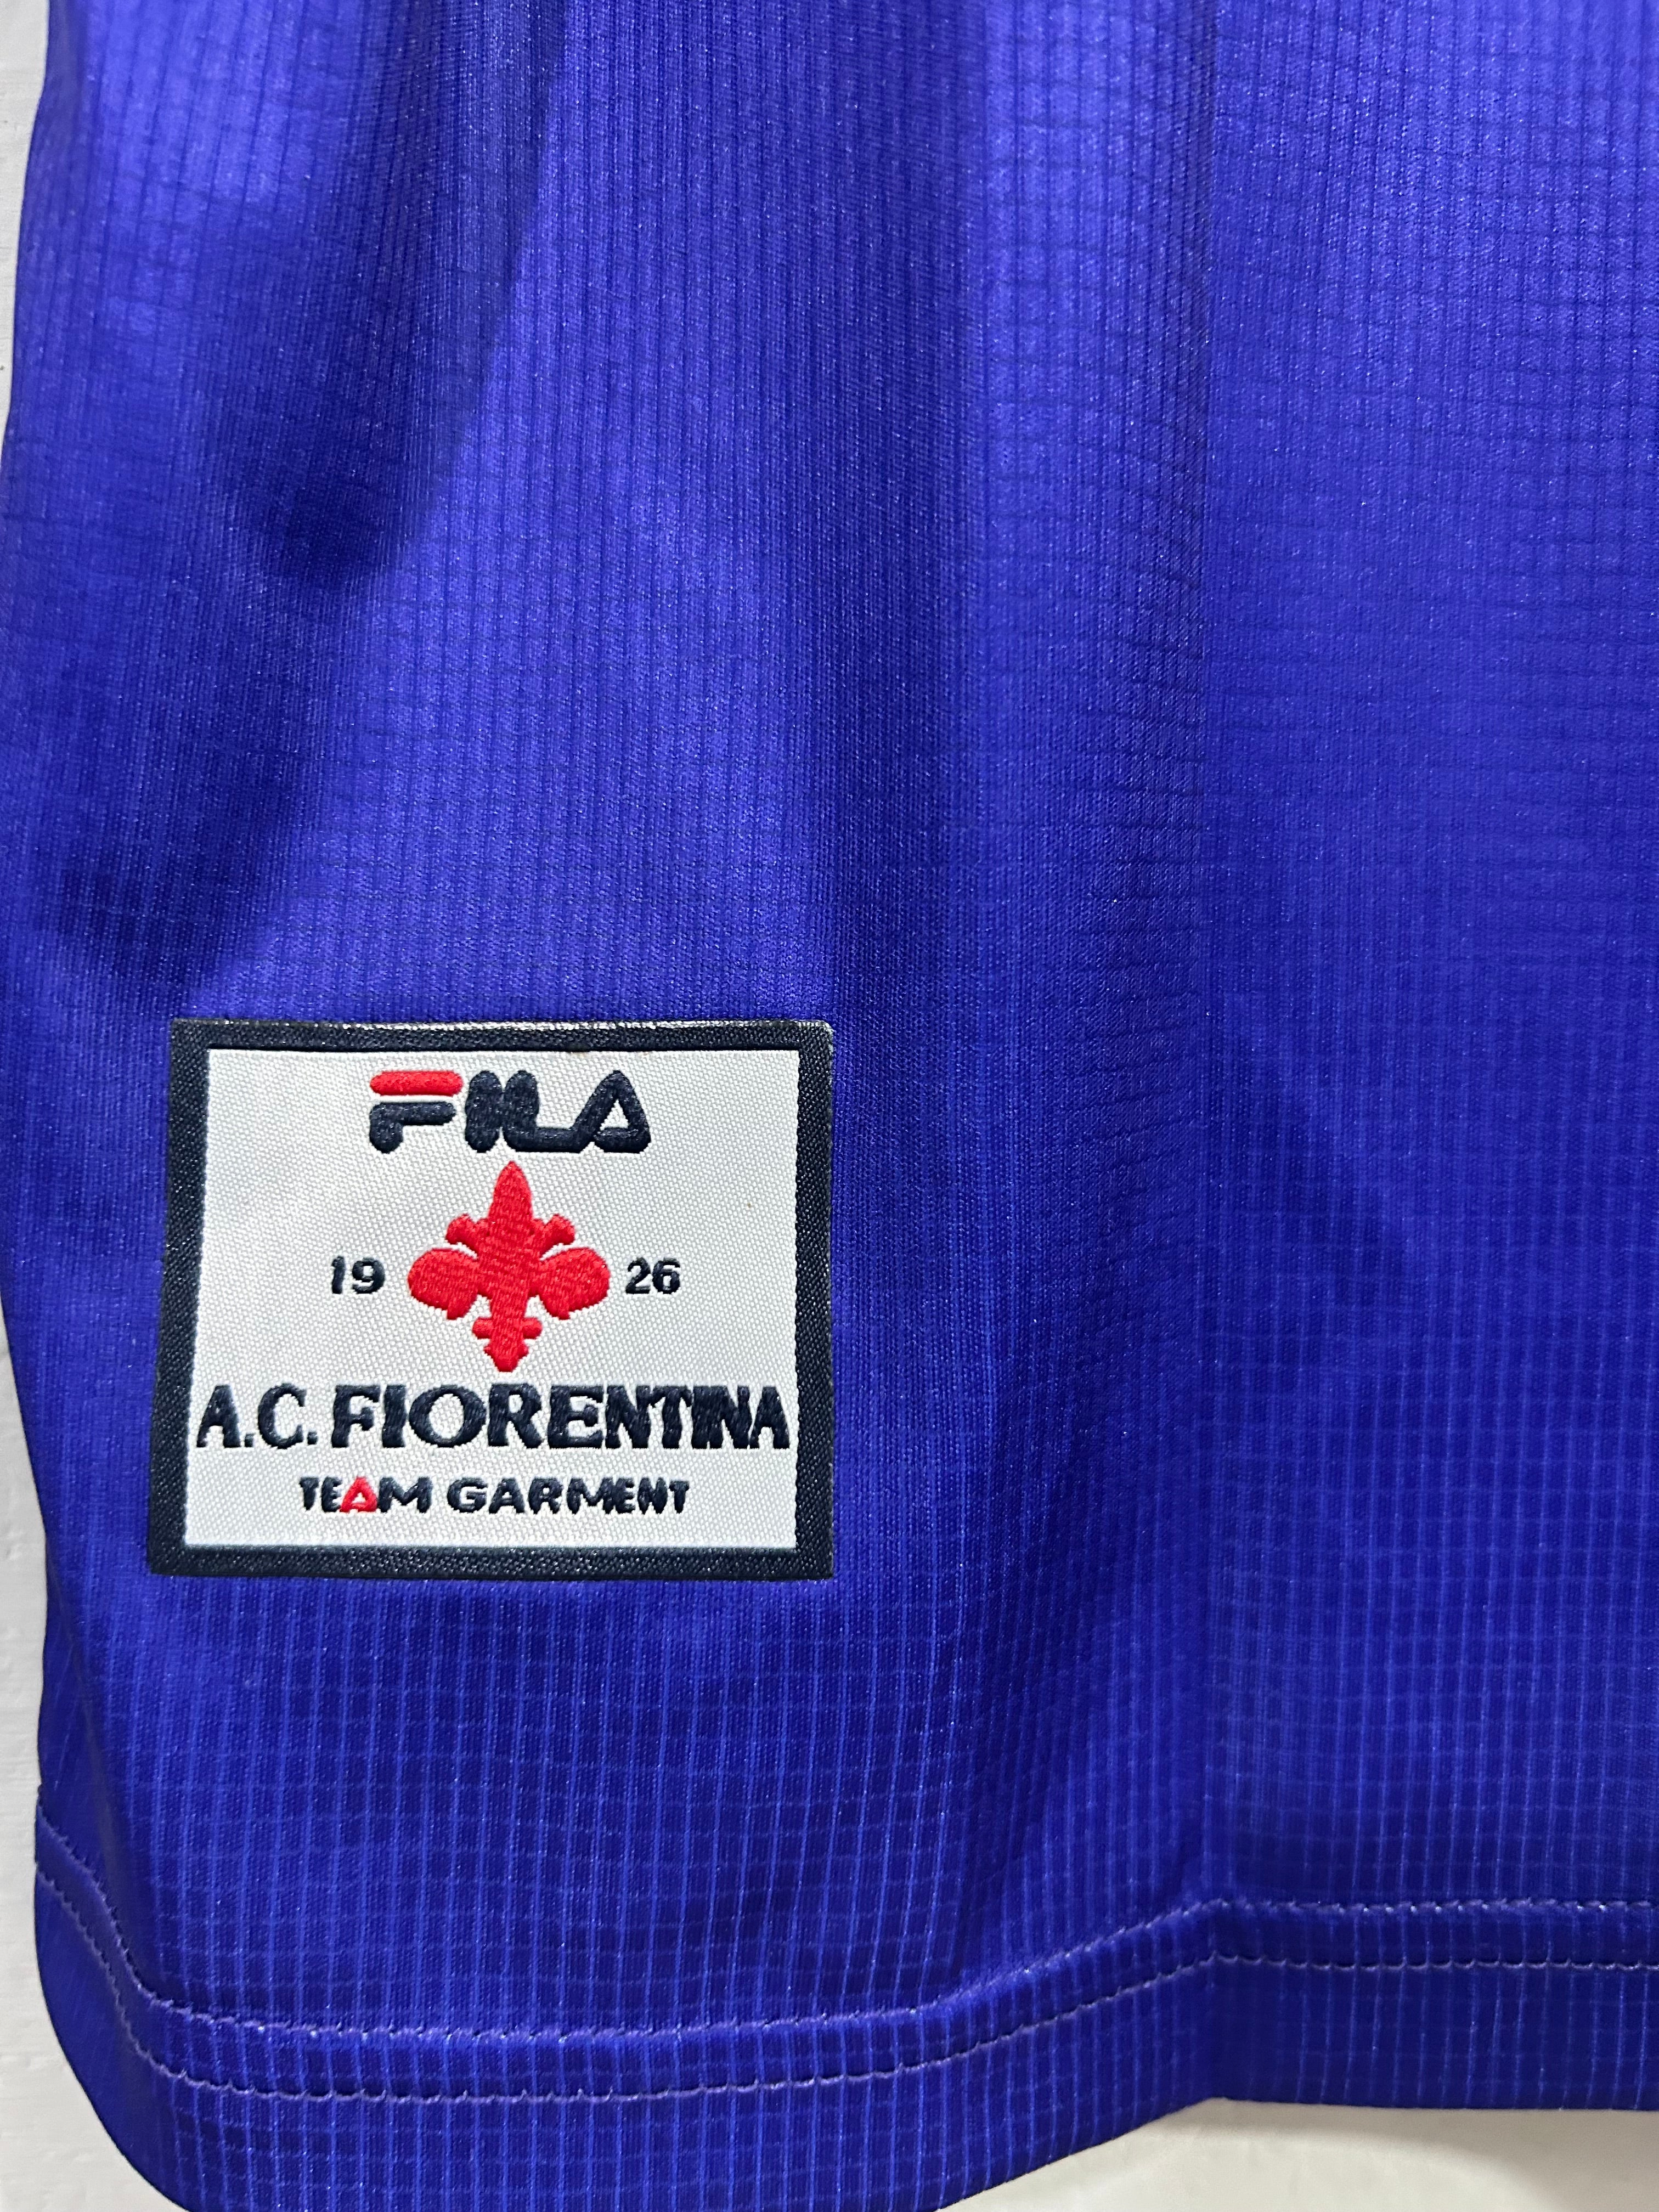 FILA
19 26
A.C. FIORENTINA
TEAM GARMENT